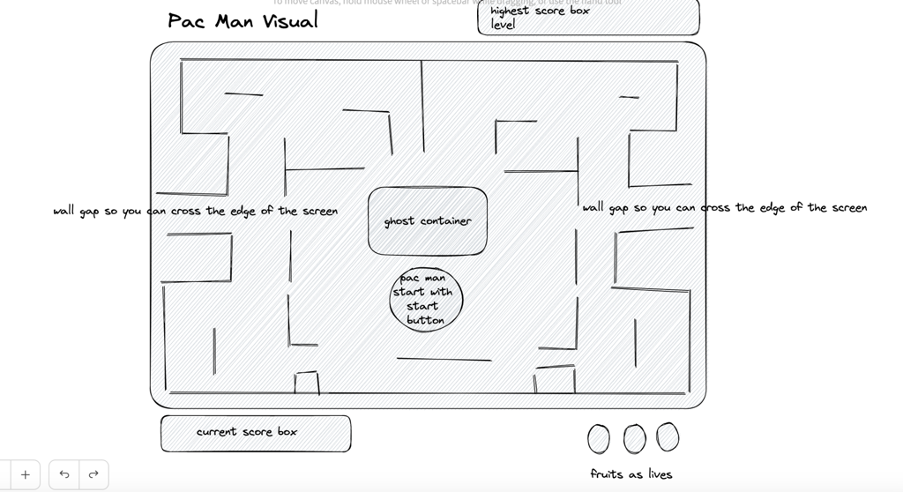 To move canvas, hold mouse wheel or spacebar while dragging, or use the hand tool
Pac Man Visual
highest score box
level
wall gap so you can cross the edge of the screen
wall gap so you can cross the edge of the screen
ghost container
pac man
start with
start
button
current score box
fruits as lives